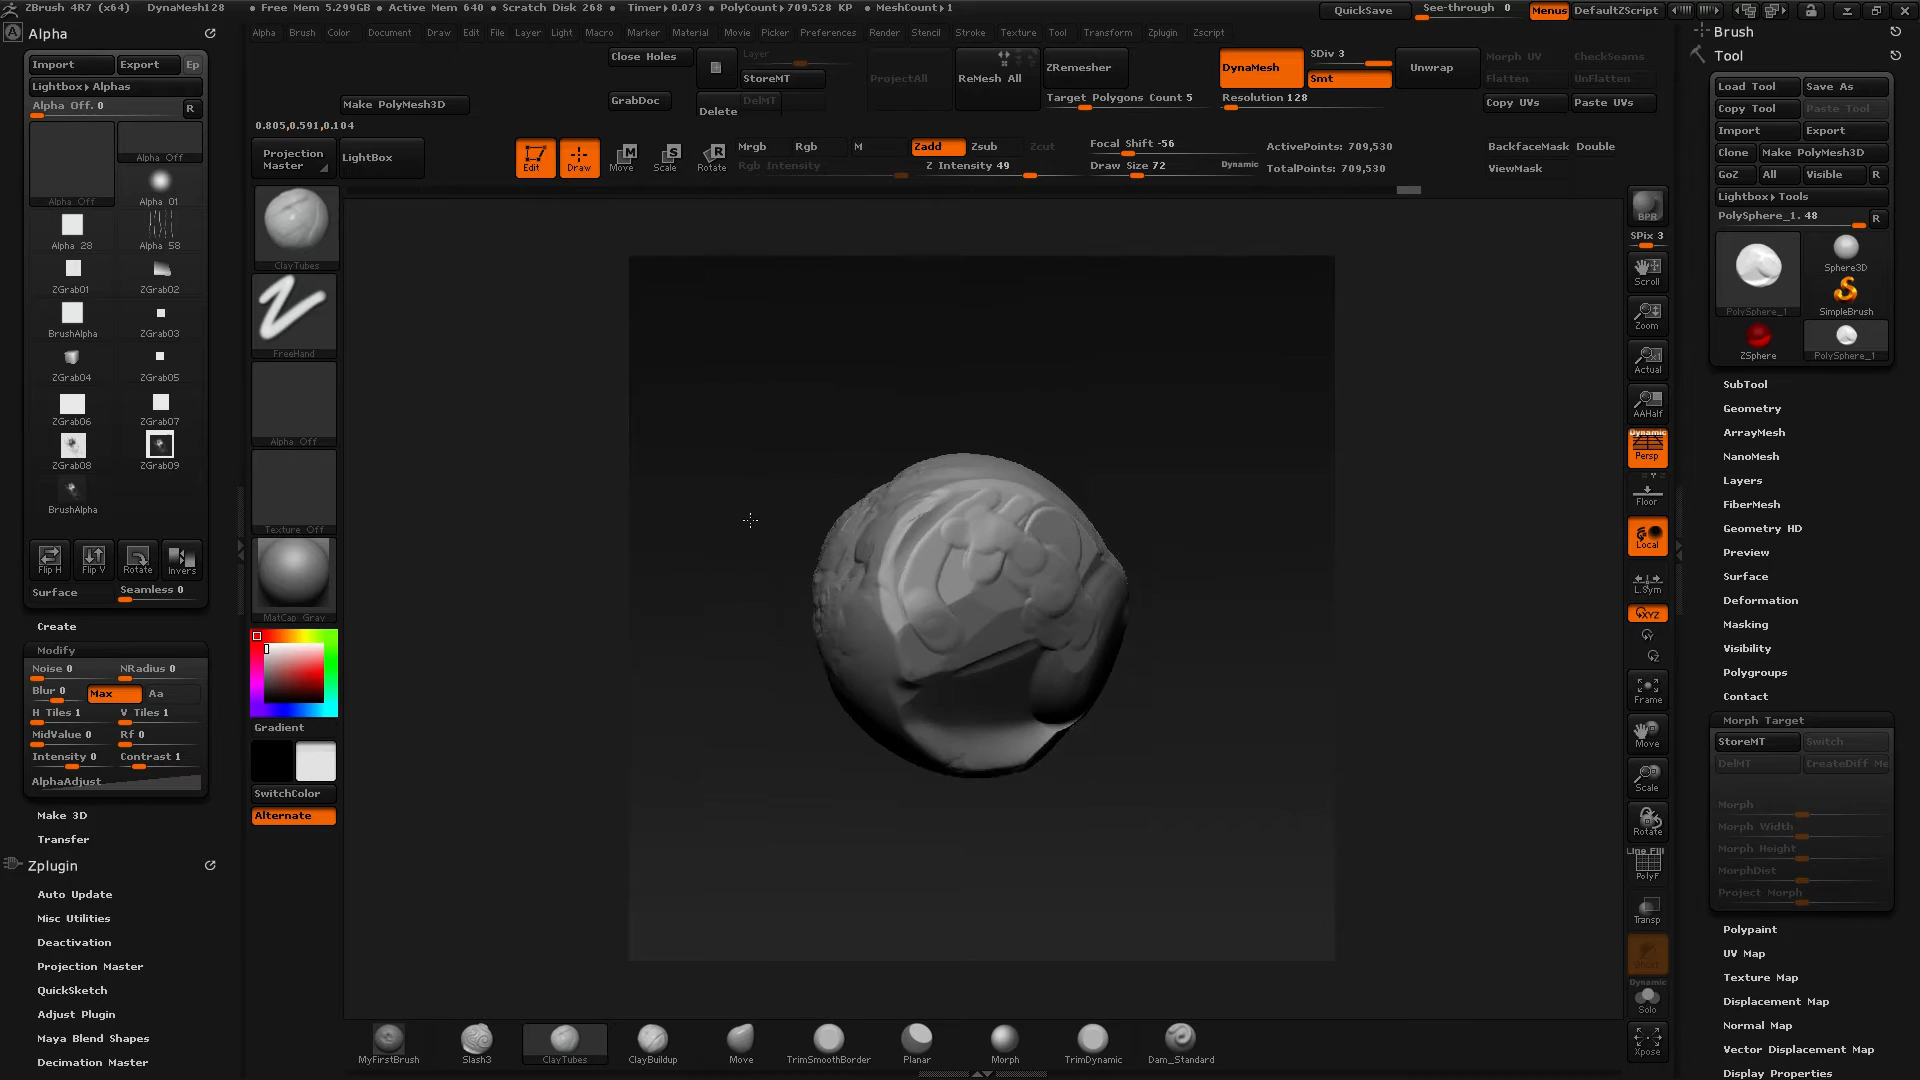 ZBrush 4R7 (x64) DynaMesh128 • Free Mem 5.299GB • Active Mem 640 • Scratch Disk 268 • Timer▸0.073 • PolyCount▸709.528 KP • MeshCount▸1 QuickSave See-through 0 Menus DefaultZScript
Alpha
Alpha Brush Color Document Draw Edit File Layer Light Macro Marker Material Movie Picker Preferences Render Stencil Stroke Texture Tool Transform Zplugin Zscript
Brush
Tool
Import Export Ep
Lightbox▸Alphas
Alpha Off. 0 R
Alpha Off
Alpha Off
Alpha 01
Alpha 28
Alpha 58
ZGrab01
ZGrab02
BrushAlpha
ZGrab03
ZGrab04
ZGrab05
ZGrab06
ZGrab07
ZGrab08
ZGrab09
BrushAlpha
Flip H Flip V Rotate Invers
Surface Seamless 0
Create
Modify
Noise 0 NRadius 0
Blur 0 Max Aa
H Tiles 1 V Tiles 1
MidValue 0 Rf 0
Intensity 0 Contrast 1
AlphaAdjust
Make 3D
Transfer
Zplugin
Auto Update
Misc Utilities
Deactivation
Projection Master
QuickSketch
Adjust Plugin
Maya Blend Shapes
Decimation Master
Make PolyMesh3D
Close Holes
GrabDoc
Layer
StoreMT
Delete DelMT
ProjectAll
ReMesh All
ZRemesher
Target Polygons Count 5
DynaMesh
SDiv 3
Smt
Resolution 128
Unwrap
Morph UV CheckSeams
Flatten UnFlatten
Copy UVs Paste UVs
0.805,0.591,0.104
Projection Master
LightBox
Edit Draw Move Scale Rotate
Mrgb Rgb M Zadd Zsub Zcut
Rgb Intensity Z Intensity 49
Focal Shift -56
Draw Size 72 Dynamic
ActivePoints: 709,530
TotalPoints: 709,530
BackfaceMask Double
ViewMask
ClayTubes
FreeHand
Alpha Off
Texture Off
MatCap Gray
Gradient
SwitchColor
Alternate
MyFirstBrush Slash3 ClayTubes ClayBuildup Move TrimSmoothBorder Planar Morph TrimDynamic Dam_Standard
BPR
SPix 3
Scroll
Zoom
Actual
AAHalf
Dynamic
Persp
Floor
Local
L.Sym
XYZ
Frame
Move
Scale
Rotate
Line Fill
PolyF
Transp
Ghost
Dynamic
Solo
Xpose
Load Tool Save As
Copy Tool Paste Tool
Import Export
Clone Make PolyMesh3D
GoZ All Visible R
Lightbox▸Tools
PolySphere_1. 48 R
PolySphere_1
Sphere3D
SimpleBrush
ZSphere
PolySphere_1
SubTool
Geometry
ArrayMesh
NanoMesh
Layers
FiberMesh
Geometry HD
Preview
Surface
Deformation
Masking
Visibility
Polygroups
Contact
Morph Target
StoreMT Switch
DelMT CreateDiff Me
Morph
Morph Width
Morph Height
MorphDist
Project Morph
Polypaint
UV Map
Texture Map
Displacement Map
Normal Map
Vector Displacement Map
Display Properties